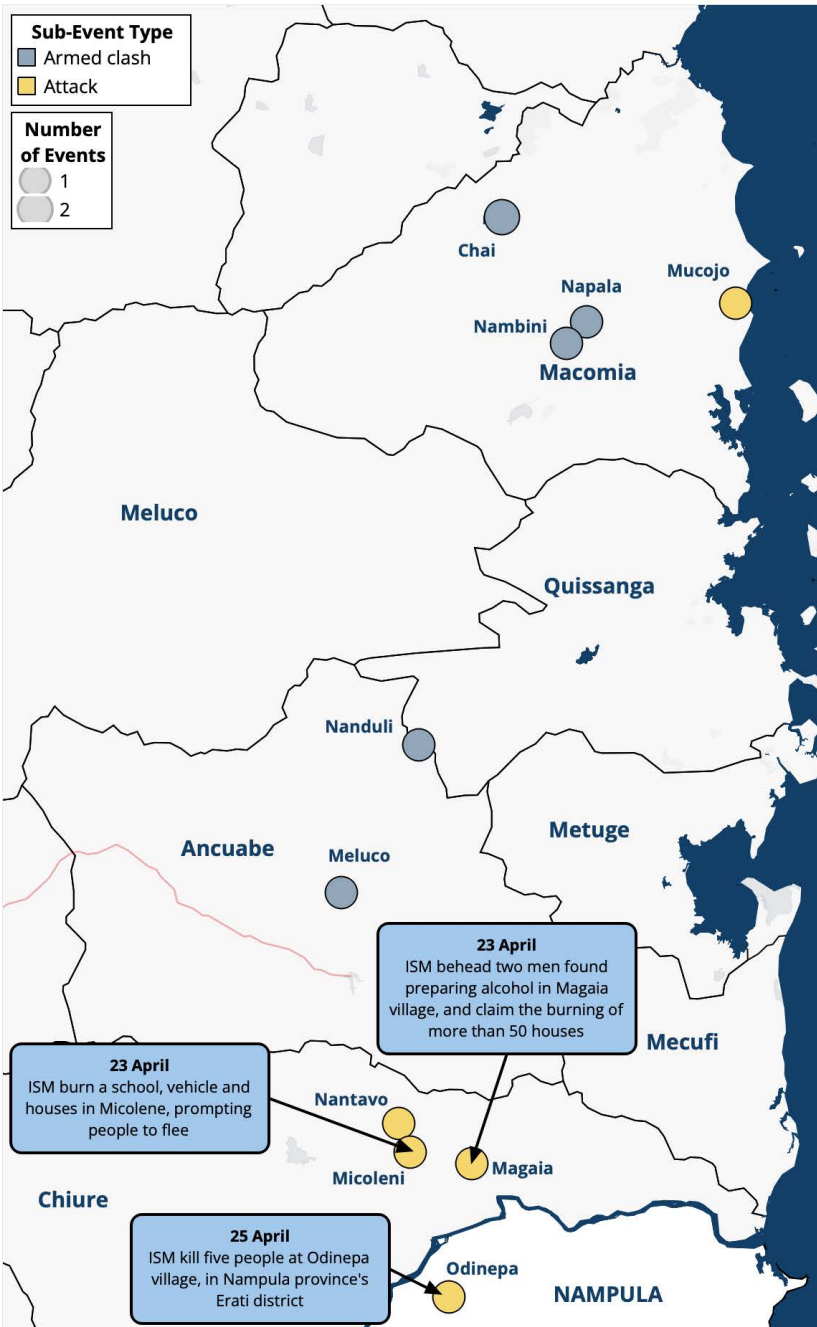 Sub-Event Type
Armed clash
Attack
Number
of Events
1
2
Chai
Mucojo
Napala
Nambini
Macomia
Meluco
Quissanga
Nanduli
Metuge
Ancuabe
Meluco
23 April
ISM behead two men found
preparing alcohol in Magaia
village, and claim the burning of
more than 50 houses
Mecufi
23 April
ISM burn a school, vehicle and
houses in Micolene, prompting
people to flee
Nantavo
Micoleni
Magaia
Chiure
25 April
ISM kill five people at Odinepa
village, in Nampula province's
Erati district
Odinepa
NAMPULA